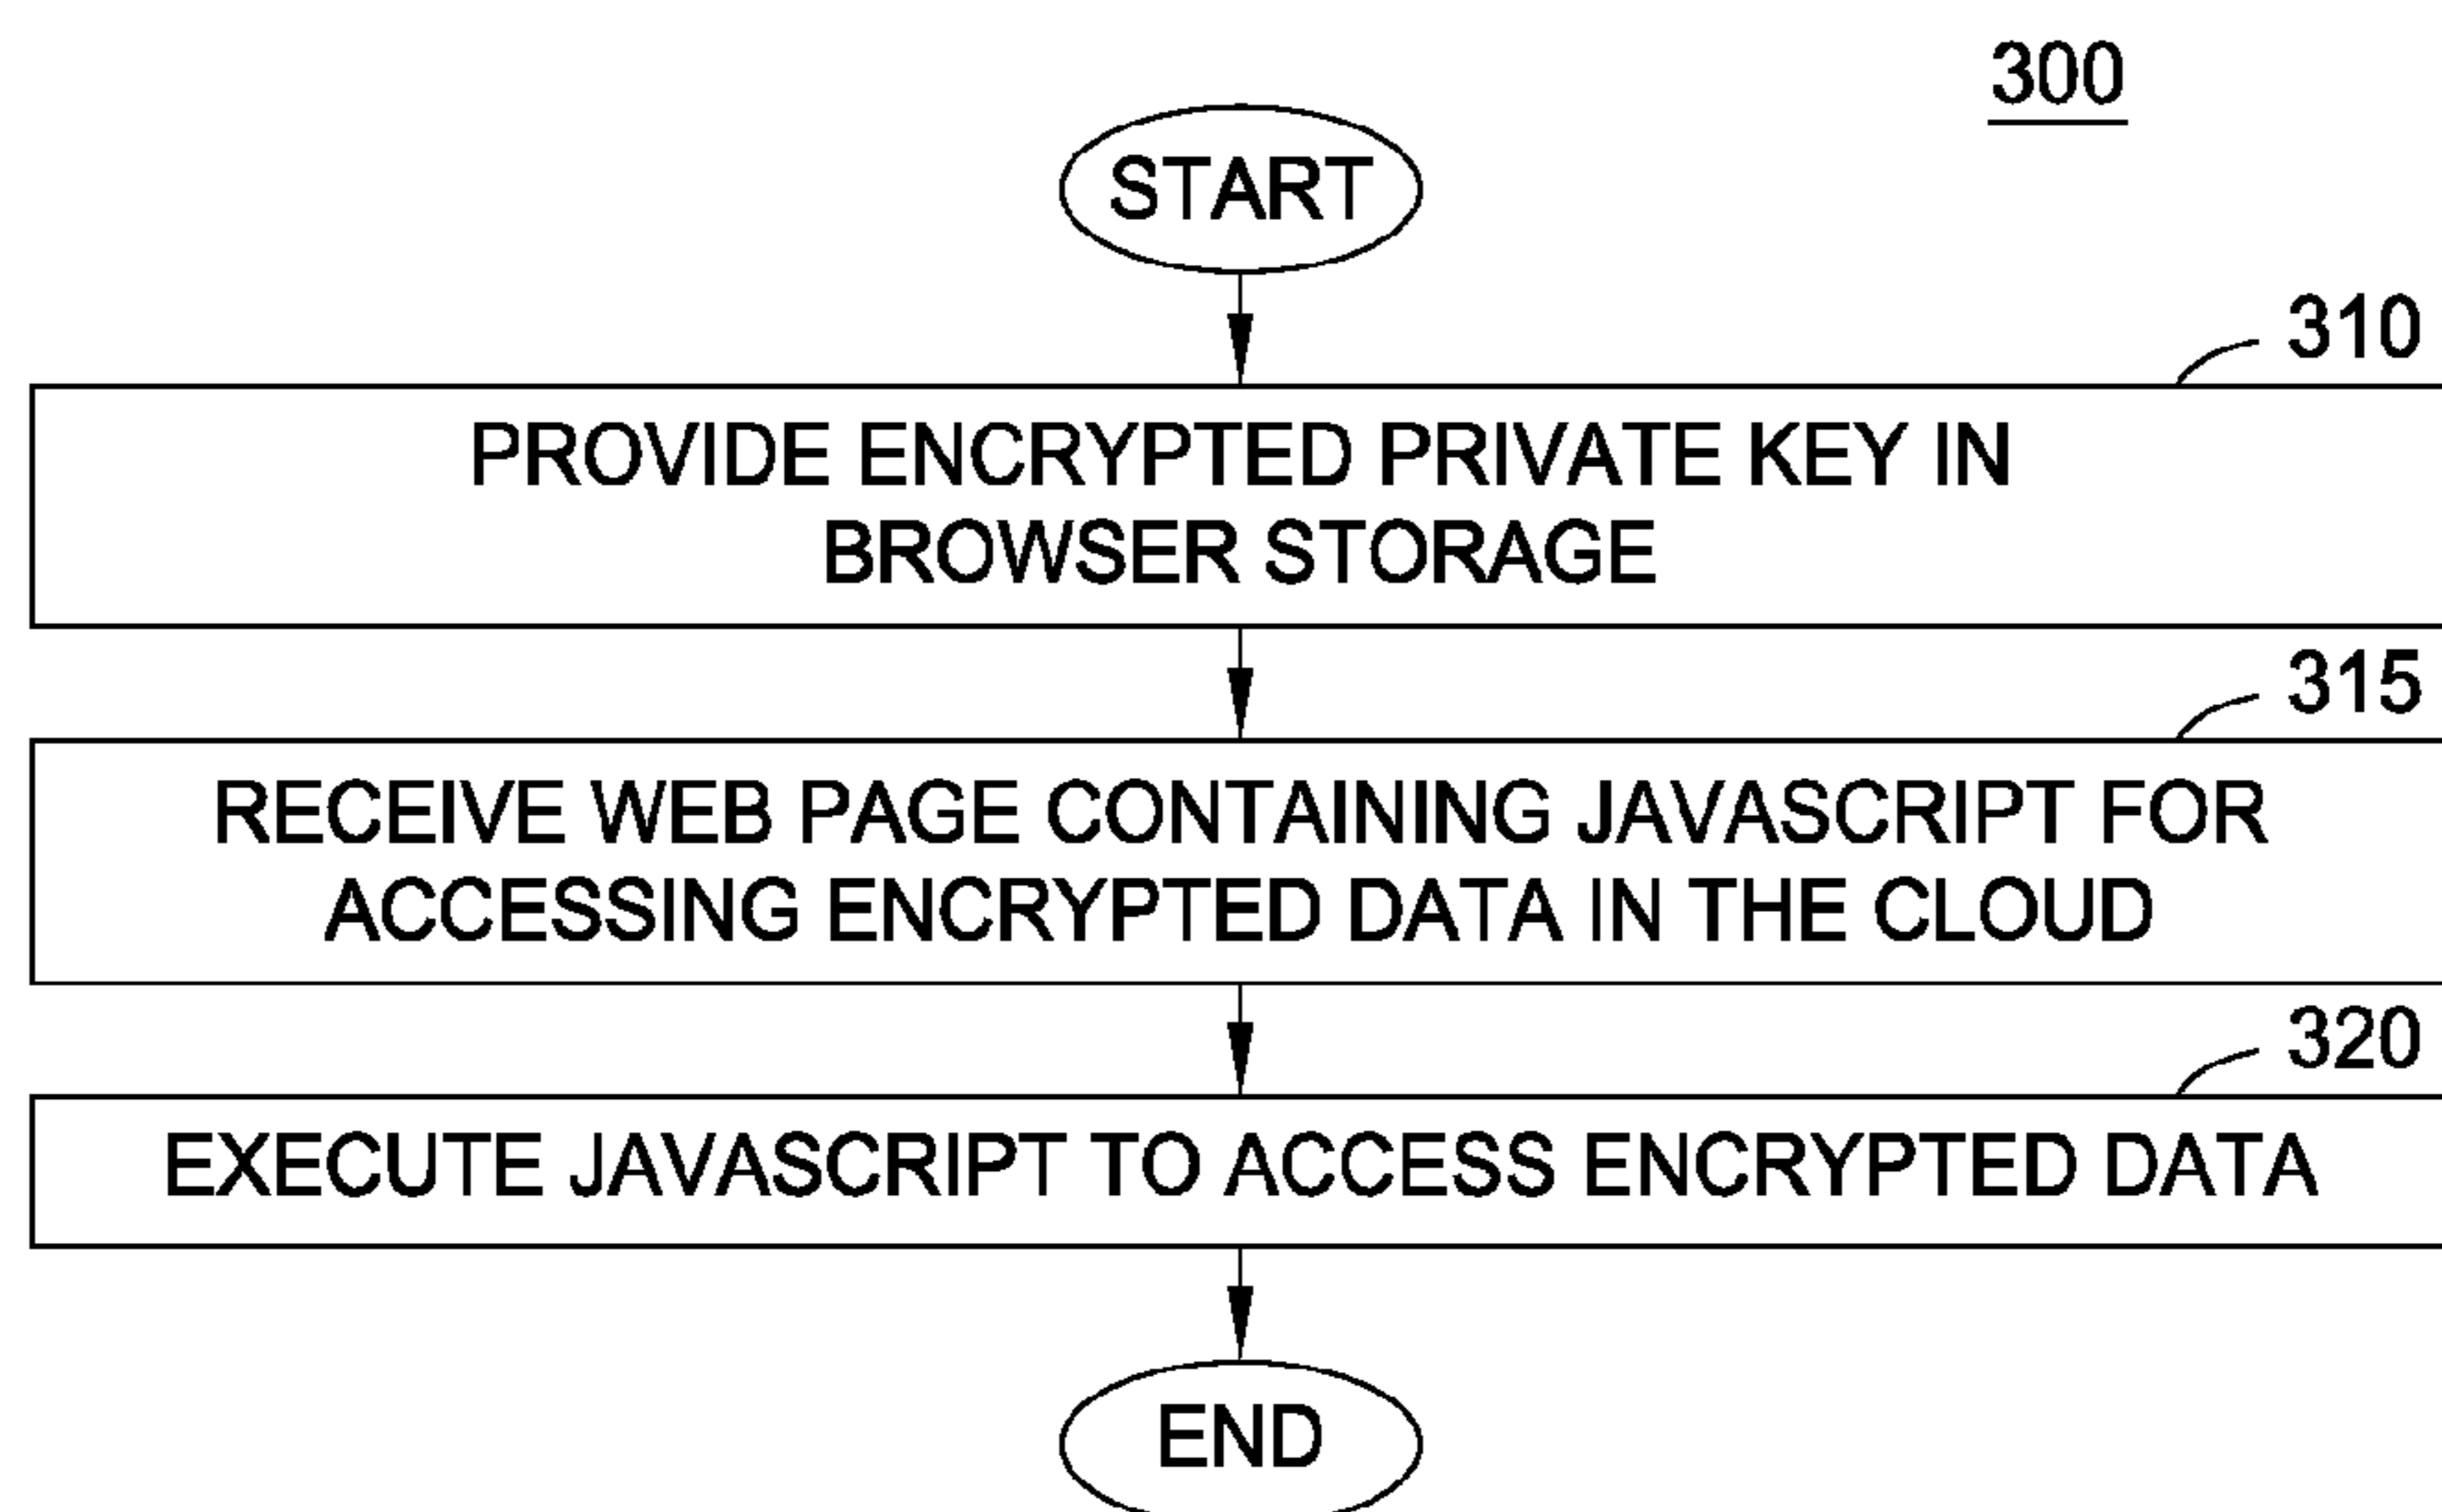 300
START
310
PROVIDE ENCRYPTED PRIVATE KEY IN
BROWSER STORAGE
315
RECEIVE WEB PAGE CONTAINING JAVASCRIPT FOR
ACCESSING ENCRYPTED DATA IN THE CLOUD
320
EXECUTE JAVASCRIPT TO ACCESS ENCRYPTED DATA
END